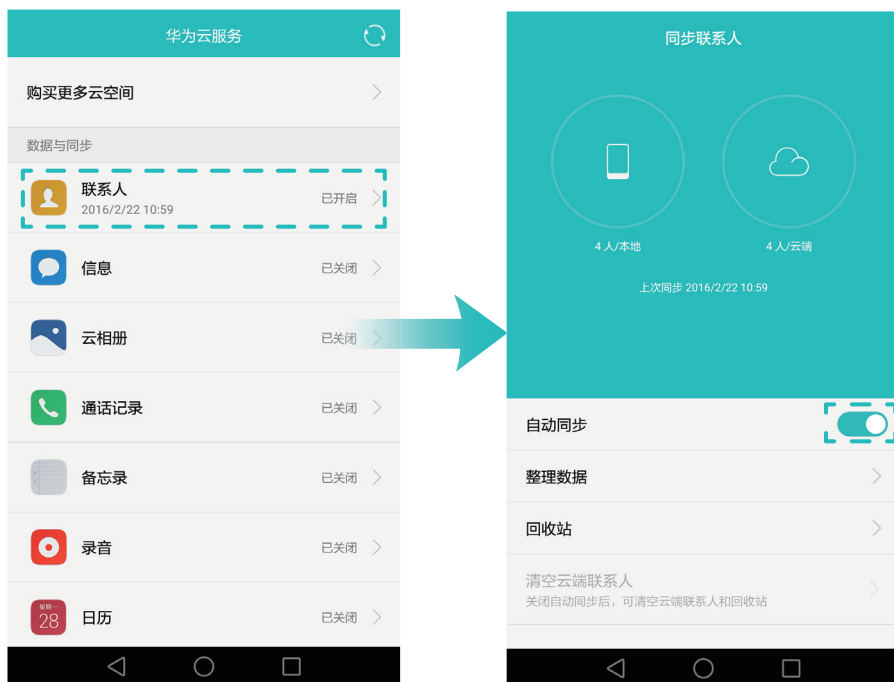 华为云服务
购买更多云空间
数据与同步
联系人
2016/2/22 10:59
已开启
信息
已关闭
云相册
已关闭
通话记录
已关闭
备忘录
已关闭
录音
已关闭
星期一
28
日历
已关闭
同步联系人
4 人/本地
4 人/云端
上次同步 2016/2/22 10:59
自动同步
整理数据
回收站
清空云端联系人
关闭自动同步后，可清空云端联系人和回收站